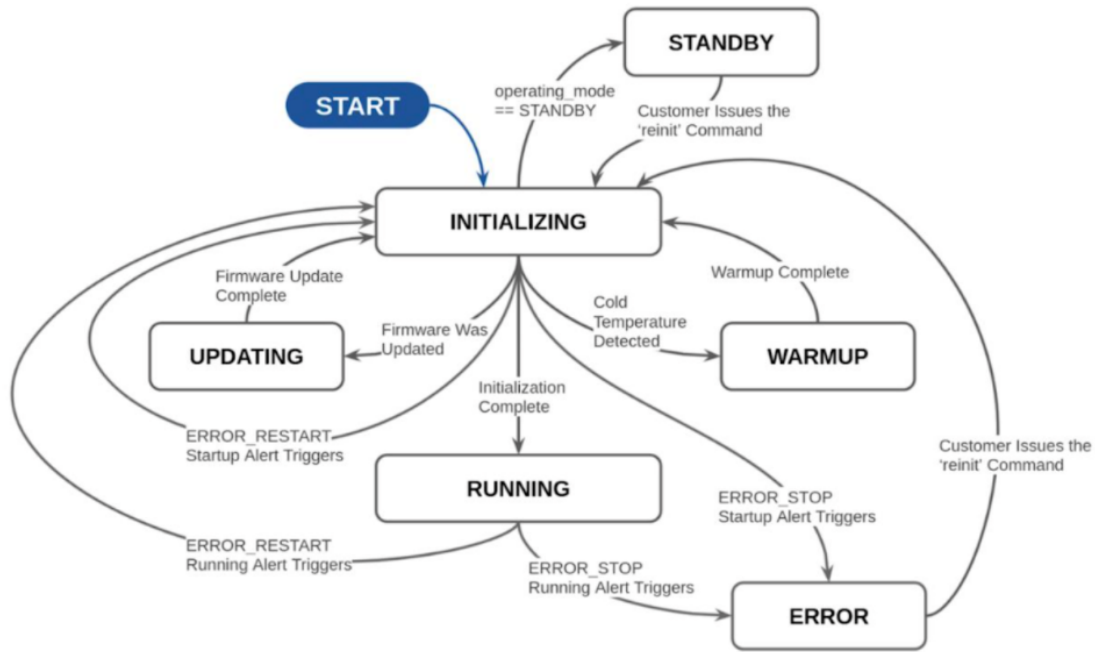 STANDBY
operating_mode
== STANDBY
START
Customer Issues the
‘reinit’ Command
INITIALIZING
Firmware Update
Complete
Warmup Complete
Cold
Temperature
Detected
Firmware Was
Updated
UPDATING
WARMUP
Initialization
Complete
ERROR_RESTART
Startup Alert Triggers
Customer Issues the
‘reinit’ Command
RUNNING
ERROR_STOP
Startup Alert Triggers
ERROR_RESTART
Running Alert Triggers
ERROR_STOP
Running Alert Triggers
ERROR